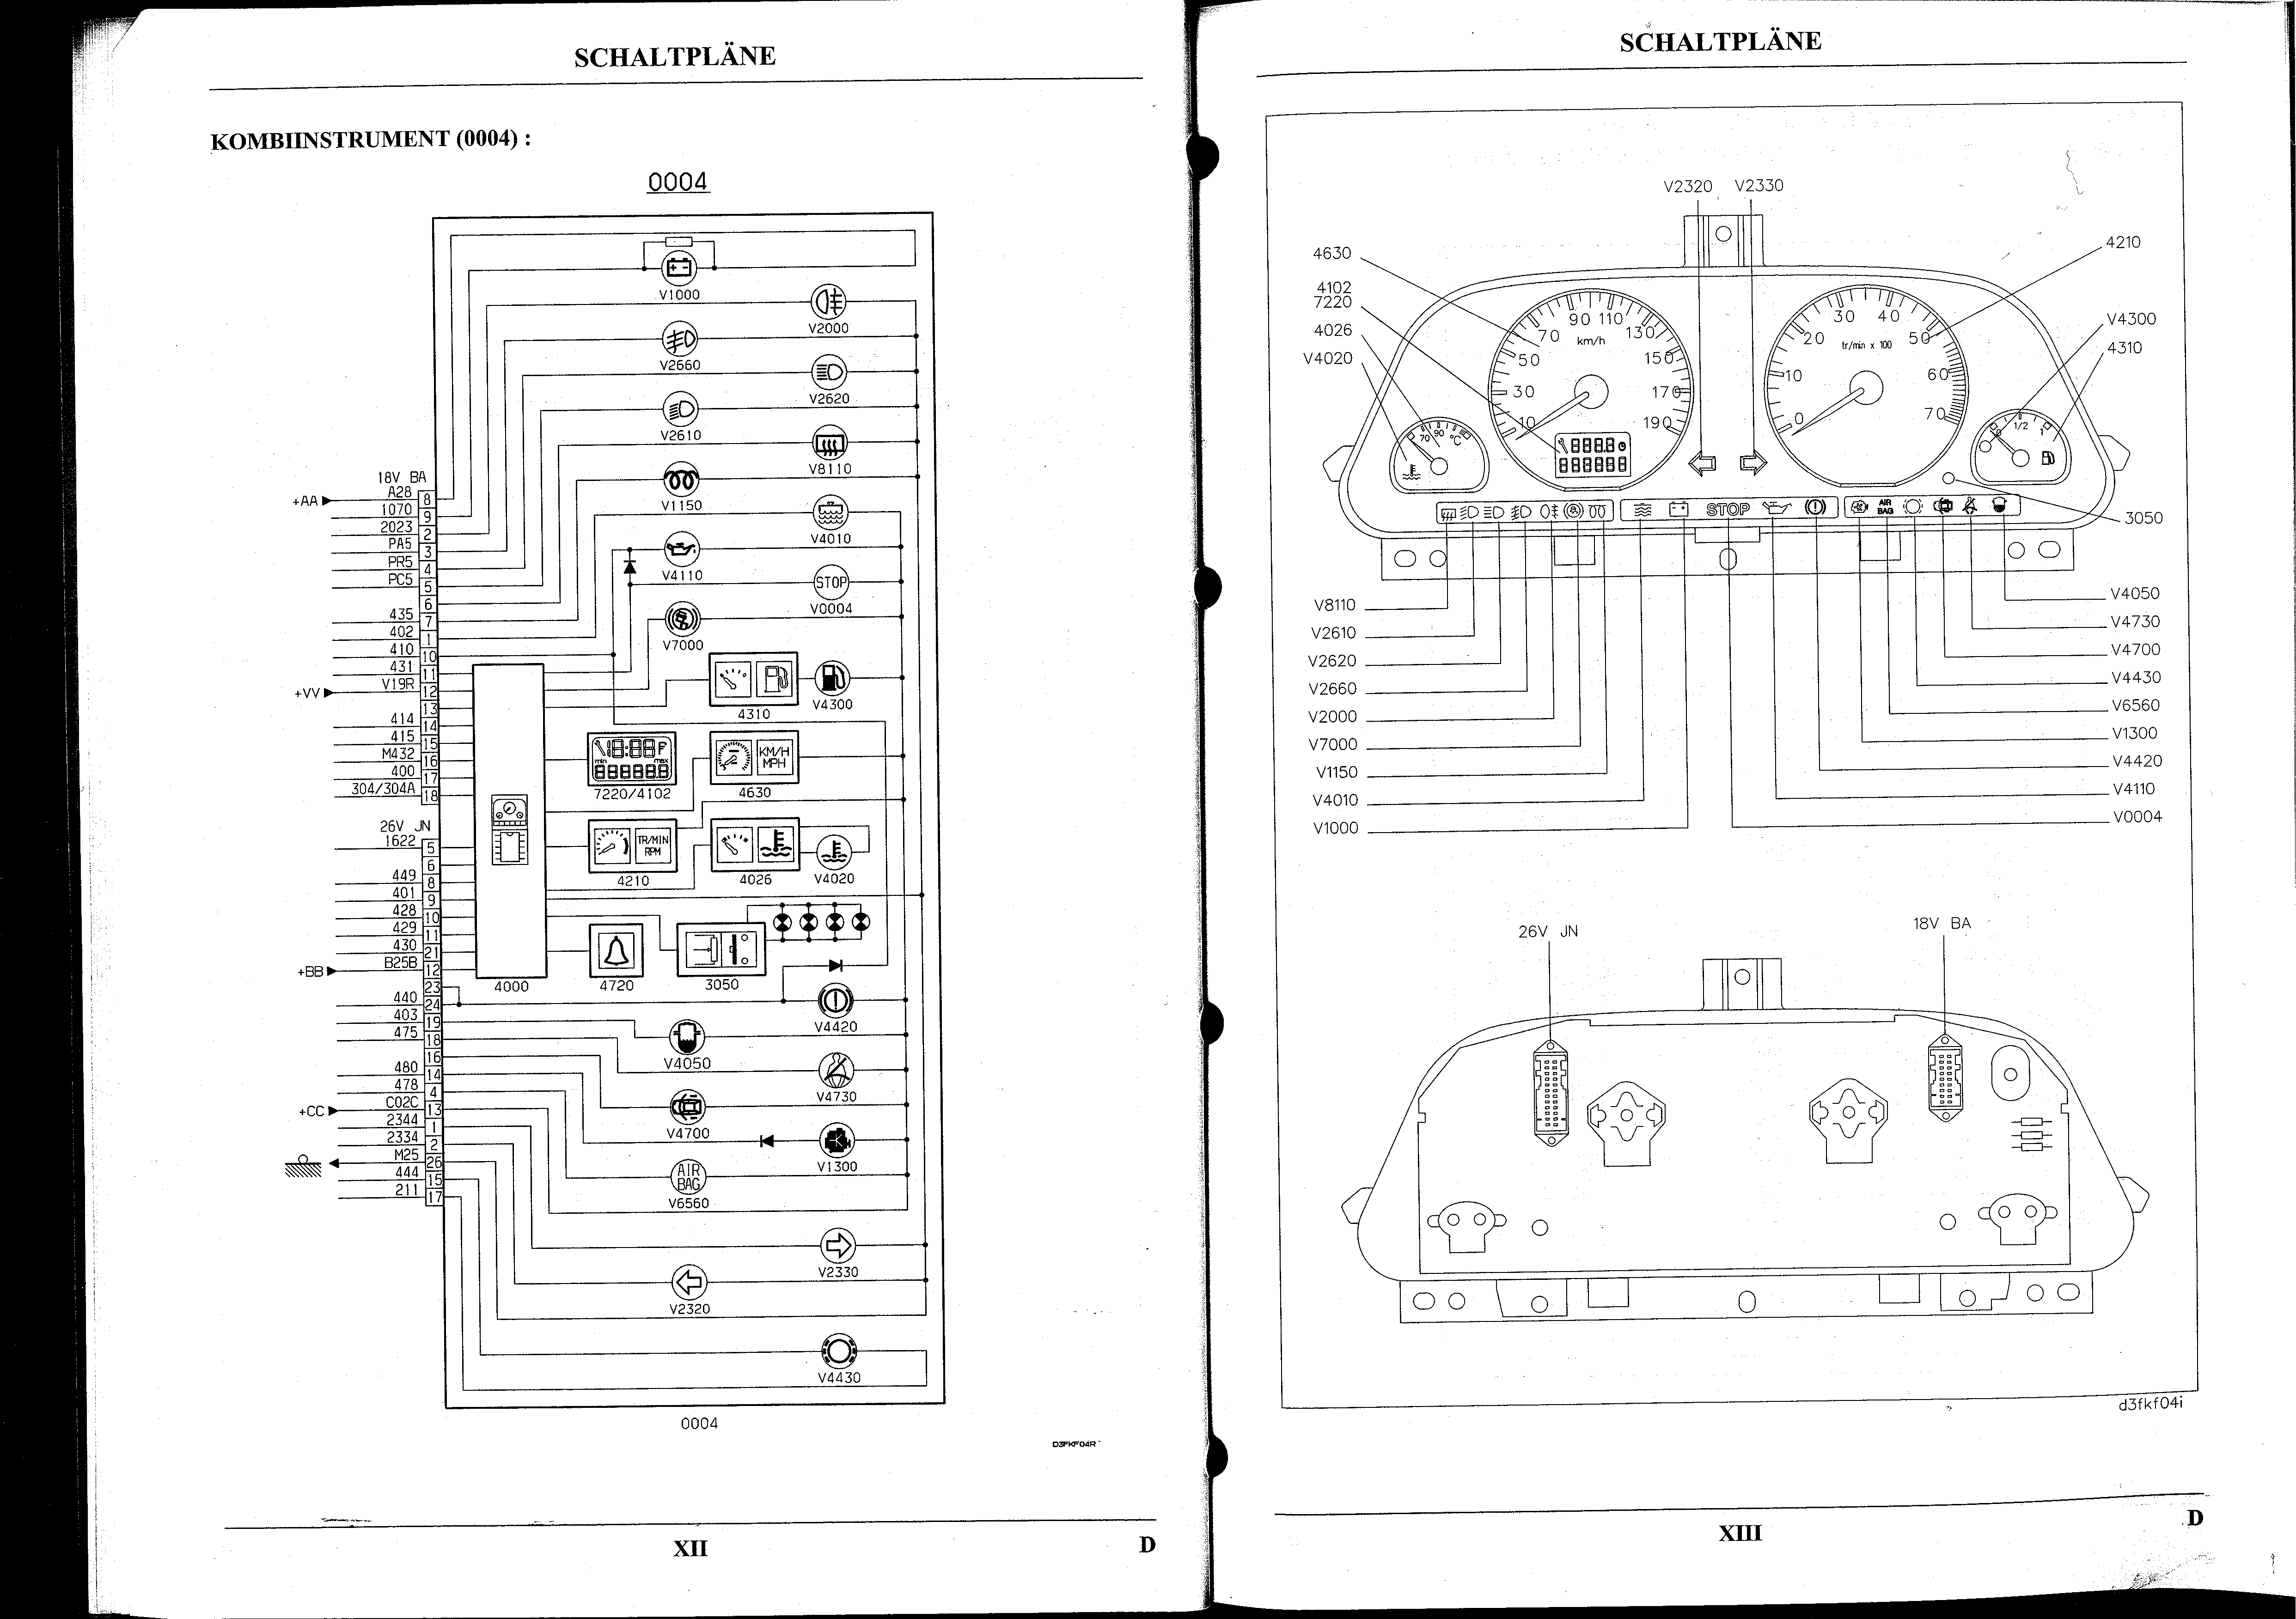 SCHALTPLÄNE
KOMBIINSTRUMENT (0004) :
0004
V1000
V2000
V2660
V2620
V2610
V8110
V1150
V4010
V4110
STOP
V0004
V7000
4310
V4300
18:88 F
min max
888888
7220/4102
KM/H
MPH
4630
TR/MIN
RPM
4210
4026
V4020
4000
4720
3050
V4420
V4050
V4730
V4700
V1300
AIR
BAG
V6560
V2330
V2320
V4430
18V BA
+AA A28 8
1070 9
2023 2
PA5 3
PR5 4
PC5 5
6
435 7
402 1
410 10
431 11
+VV V19R 12
13
414 14
415 15
M432 16
400 17
304/304A 18
26V JN
1622 5
6
449 8
401 9
428 10
429 11
430 21
+BB B25B 12
23
440 24
403 19
475 18
16
480 14
478 4
+CC C02C 13
2344 1
2334 2
M25 26
444 15
211 17
0004
D3FKF04R
XII
D
SCHALTPLÄNE
V2320 V2330
4630
4102
7220
4026
V4020
4210
V4300
4310
3050
10 30 50 70 90 110 130 150 170 190
km/h
8888
888888
0 10 20 30 40 50 60 70
tr/min x 100
70 90 °C
0 1/2 1
STOP
AIR
BAG
V8110
V2610
V2620
V2660
V2000
V7000
V1150
V4010
V1000
V4050
V4730
V4700
V4430
V6560
V1300
V4420
V4110
V0004
26V JN
18V BA
d3fkf04i
XIII
D